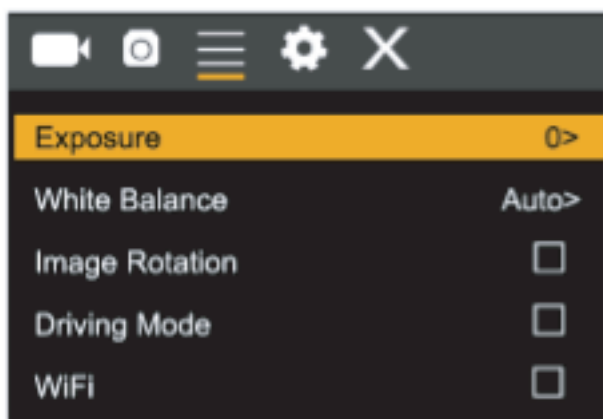 Exposure 0>
White Balance Auto>
Image Rotation
Driving Mode
WiFi